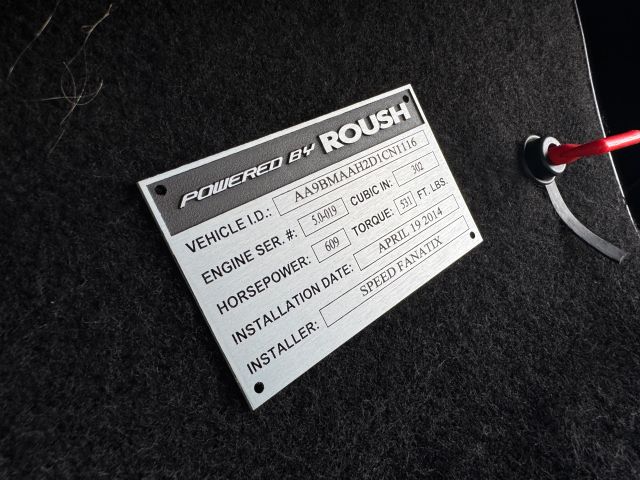 POWERED BY ROUSH
VEHICLE I.D.: AA9BMAAH2D1CN1116
ENGINE SER. #: 5.0-019 CUBIC IN: 302
HORSEPOWER: 609 TORQUE: 531 FT. LBS.
INSTALLATION DATE: APRIL 19 2014
INSTALLER: SPEED FANATIX